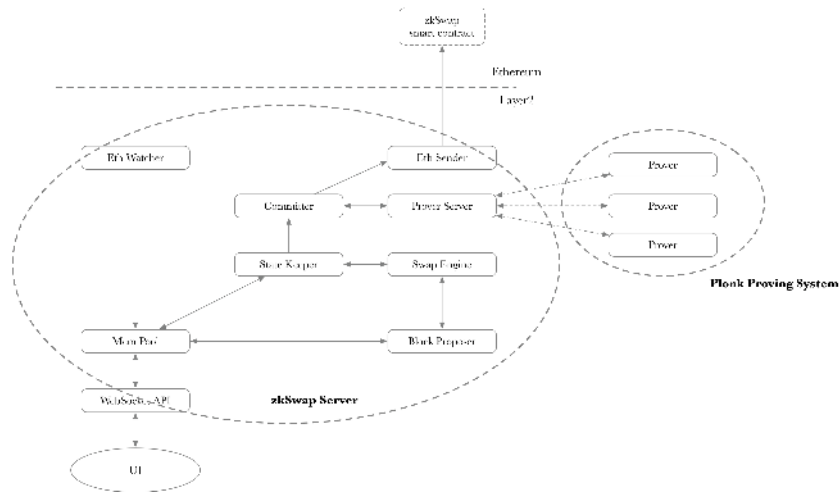 zkSwap
smart contract
Ethereum
Layer2
Eth Watcher
Eth Sender
Prover
Committer
Prover Server
Prover
Prover
State Keeper
Swap Engine
Plonk Proving System
Mem Pool
Block Proposer
WebSocket API
zkSwap Server
UI